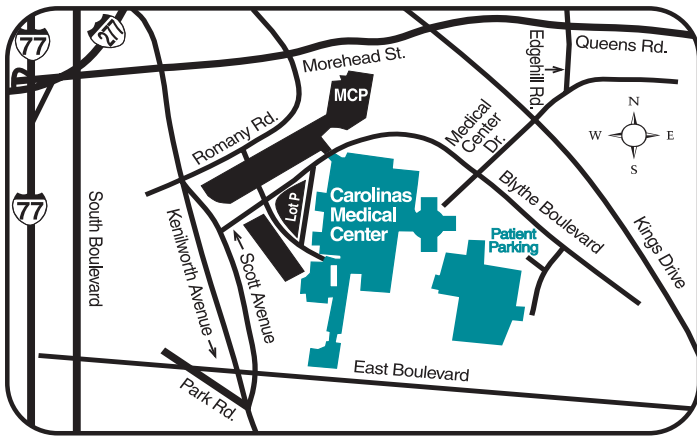 77
277
Morehead St.
Queens Rd.
Edgehill Rd.
MCP
Romany Rd.
Medical
Center
Dr.
N
W
E
S
77
South Boulevard
Lot P
Carolinas
Medical
Center
Blythe Boulevard
Patient
Parking
Kenilworth Avenue
Scott Avenue
Kings Drive
East Boulevard
Park Rd.